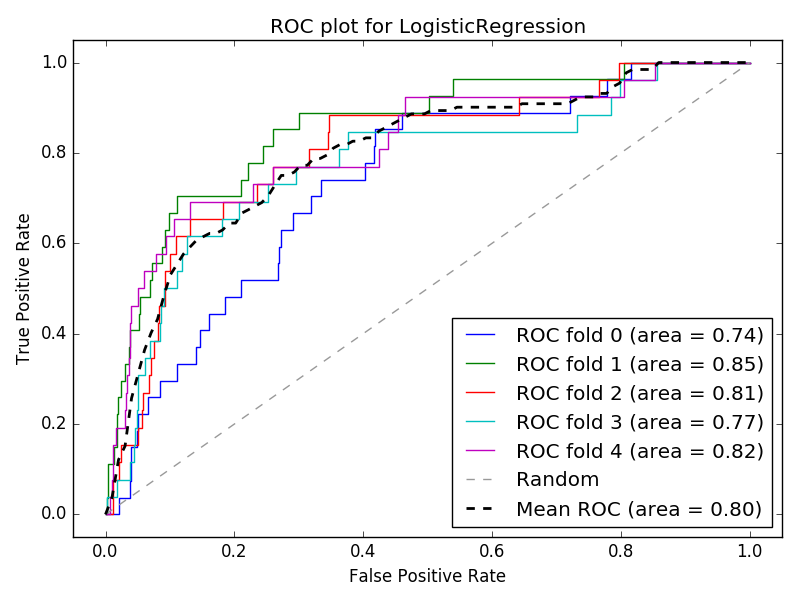 ROC plot for LogisticRegression
True Positive Rate
1.0
0.8
0.6
0.4
0.2
0.0
0.0 0.2 0.4 0.6 0.8 1.0
False Positive Rate
ROC fold 0 (area = 0.74)
ROC fold 1 (area = 0.85)
ROC fold 2 (area = 0.81)
ROC fold 3 (area = 0.77)
ROC fold 4 (area = 0.82)
Random
Mean ROC (area = 0.80)